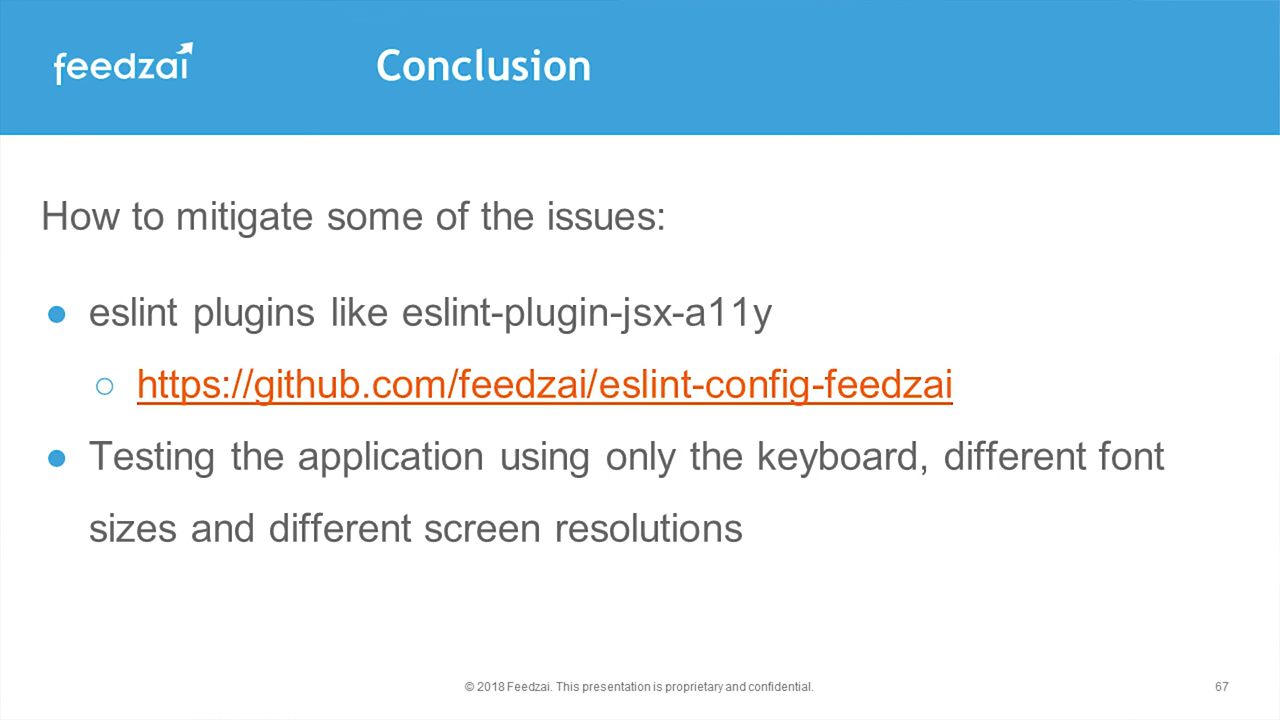 feedzai
Conclusion
How to mitigate some of the issues:
● eslint plugins like eslint-plugin-jsx-a11y
○ https://github.com/feedzai/eslint-config-feedzai
● Testing the application using only the keyboard, different font
sizes and different screen resolutions
© 2018 Feedzai. This presentation is proprietary and confidential.
67